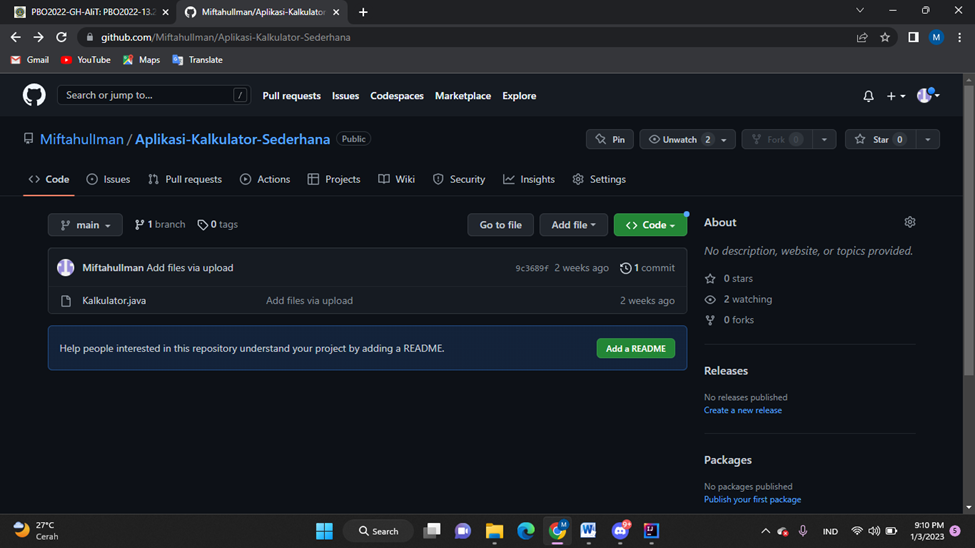 PBO2022-GH-AliT: PBO2022-13.2
Miftahullman/Aplikasi-Kalkulator
github.com/Miftahullman/Aplikasi-Kalkulator-Sederhana
M
Gmail YouTube Maps Translate
Search or jump to... /
Pull requests Issues Codespaces Marketplace Explore
Miftahullman / Aplikasi-Kalkulator-Sederhana Public
Pin Unwatch 2 Fork 0 Star 0
Code Issues Pull requests Actions Projects Wiki Security Insights Settings
main 1 branch 0 tags Go to file Add file Code
Miftahullman Add files via upload 9c3689f 2 weeks ago 1 commit
Kalkulator.java Add files via upload 2 weeks ago
Help people interested in this repository understand your project by adding a README. Add a README
About
No description, website, or topics provided.
0 stars
2 watching
0 forks
Releases
No releases published
Create a new release
Packages
No packages published
Publish your first package
27°C
Cerah
Search
IND
9:10 PM
1/3/2023
5